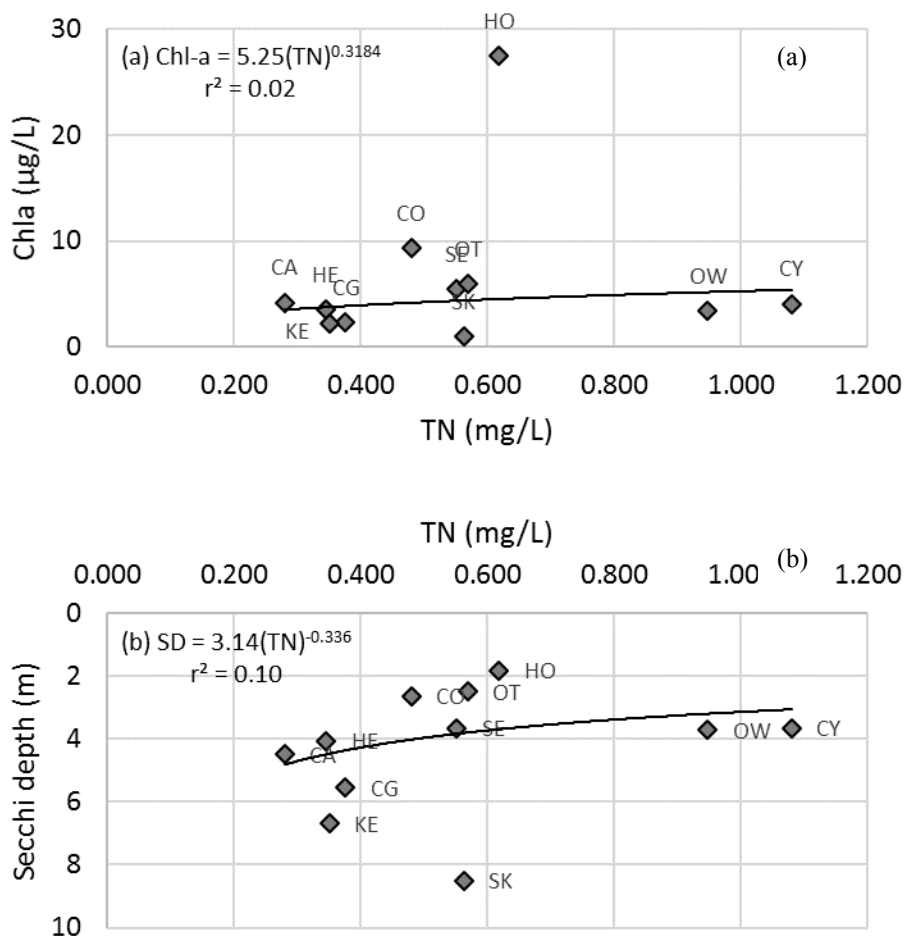 30
20
10
0
Chla (µg/L)
(a) Chl-a = 5.25(TN)^0.3184
r² = 0.02
(a)
HO
CO
OT
SE
CA
HE
CG
KE
SK
OW
CY
0.000 0.200 0.400 0.600 0.800 1.000 1.200
TN (mg/L)
TN (mg/L)
(b)
0.000 0.200 0.400 0.600 0.800 1.000 1.200
0
2
4
6
8
10
Secchi depth (m)
(b) SD = 3.14(TN)^-0.336
r² = 0.10
HO
OT
CO
SE
OW
CY
HE
CA
CG
KE
SK